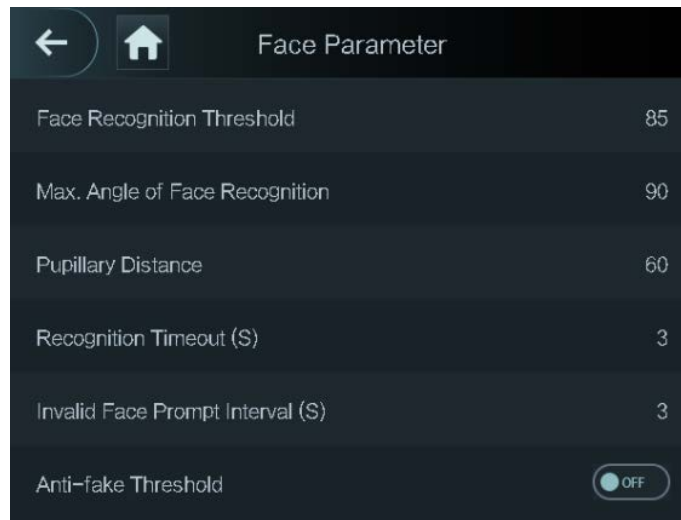 Face Parameter
Face Recognition Threshold 85
Max. Angle of Face Recognition 90
Pupillary Distance 60
Recognition Timeout (S) 3
Invalid Face Prompt Interval (S) 3
Anti-fake Threshold OFF